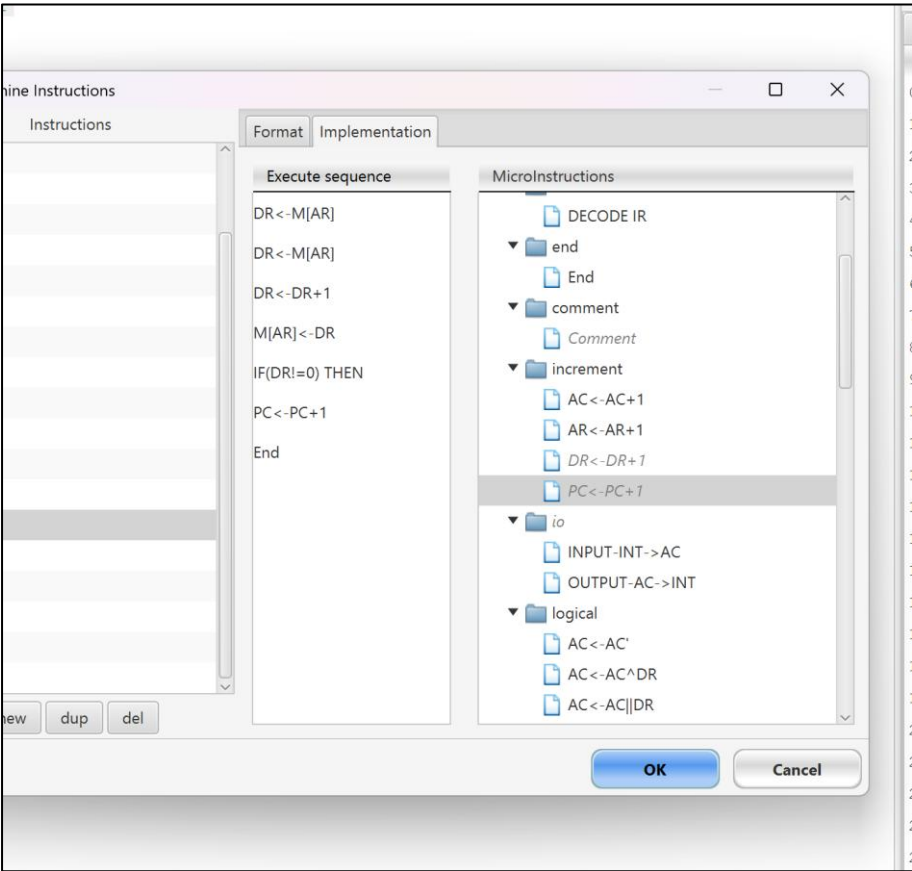 hine Instructions
Instructions
Format Implementation
Execute sequence
DR<-M[AR]
DR<-M[AR]
DR<-DR+1
M[AR]<-DR
IF(DR!=0) THEN
PC<-PC+1
End
MicroInstructions
DECODE IR
end
End
comment
Comment
increment
AC<-AC+1
AR<-AR+1
DR<-DR+1
PC<-PC+1
io
INPUT-INT->AC
OUTPUT-AC->INT
logical
AC<-AC'
AC<-AC^DR
AC<-AC||DR
new dup del
OK Cancel